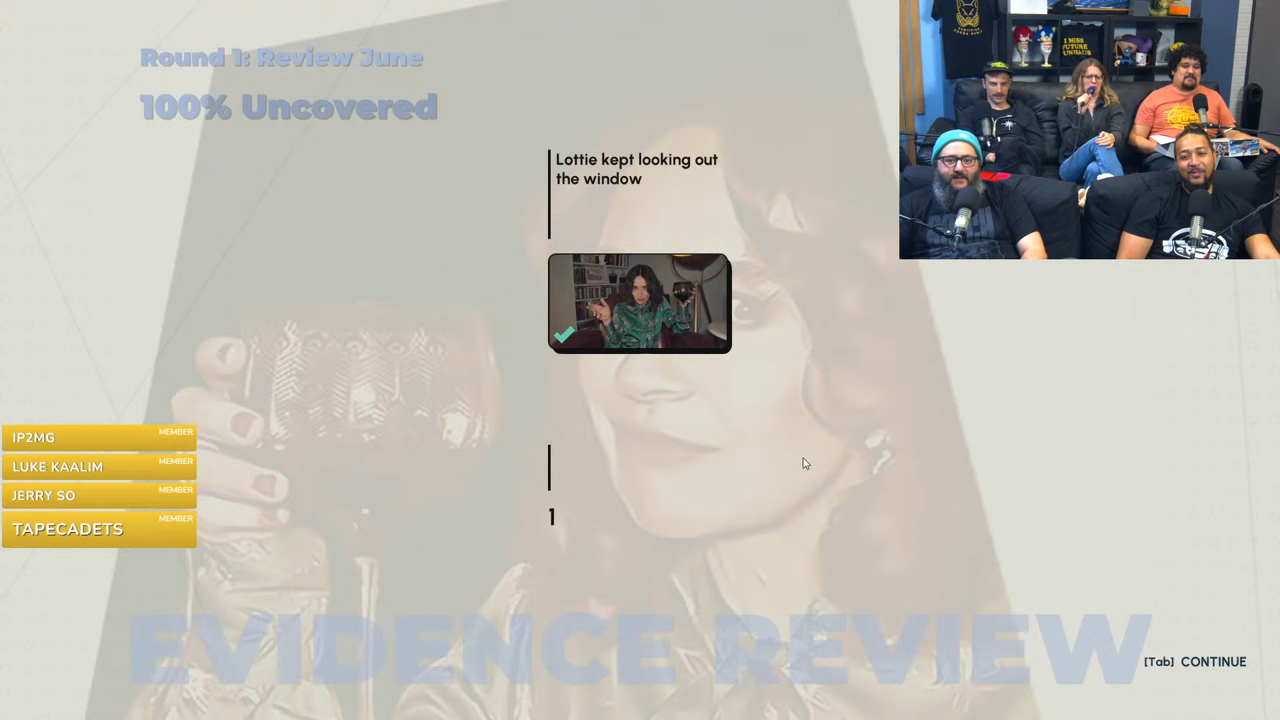 Round 1: Review June
100% Uncovered
Lottie kept looking out
the window
1
I MISS
FUTURE
IP2MG
MEMBER
LUKE KAALIM
MEMBER
JERRY SO
MEMBER
TAPECADETS
MEMBER
EVIDENCE REVIEW
[Tab] CONTINUE